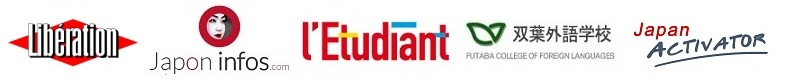 Libération
Japon infos.com
l'Etudiant
双葉外語学校
FUTABA COLLEGE OF FOREIGN LANGUAGES
Japan
ACTIVATOR